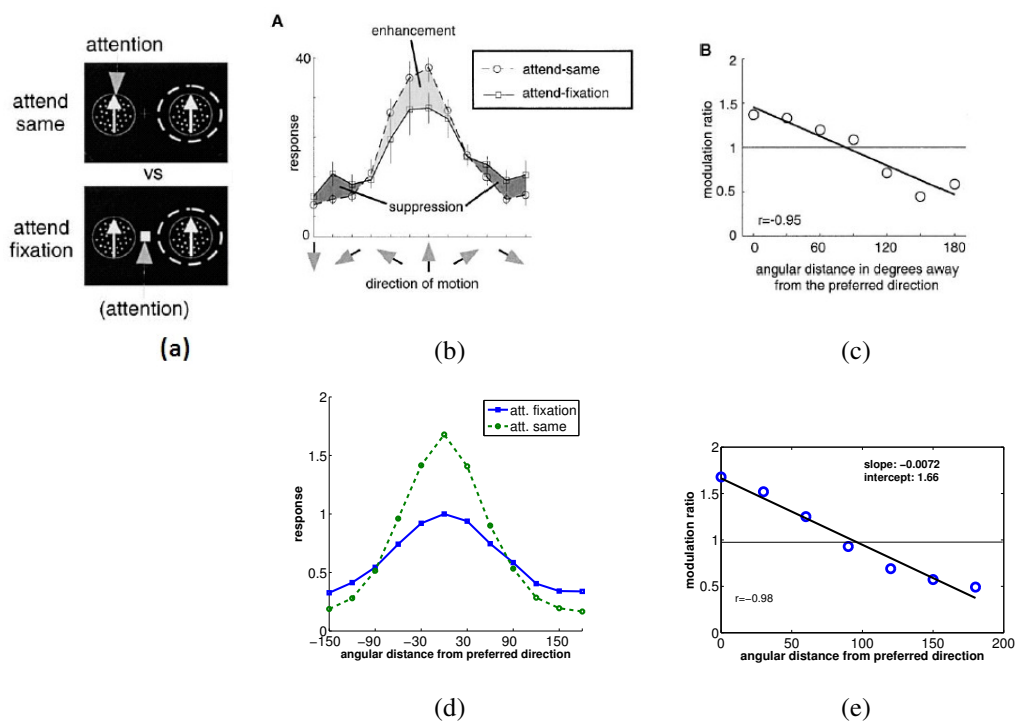 attention
attend
same
vs
attend
fixation
(attention)
(a)
A
enhancement
40
attend-same
attend-fixation
response
suppression
0
direction of motion
(b)
B
2
1.5
1
0.5
0
modulation ratio
r=-0.95
0 60 120 180
angular distance in degrees away
from the preferred direction
(c)
2
1.5
1
0.5
0
response
att. fixation
att. same
−150 −90 −30 30 90 150
angular distance from preferred direction
(d)
2
1.5
1
0.5
0
modulation ratio
slope: −0.0072
intercept: 1.66
r=−0.98
0 50 100 150 200
angular distance from preferred direction
(e)